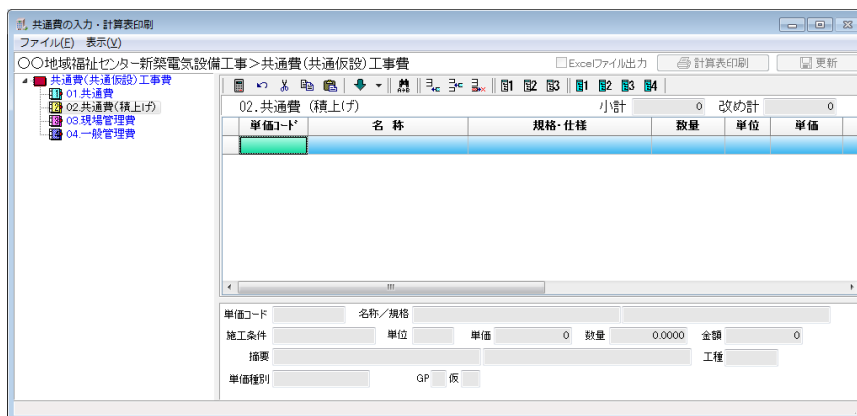 共通費の入力・計算表印刷
ファイル(F) 表示(V)
〇〇地域福祉センター新築電気設備工事>共通費(共通仮設)工事費 Excelファイル出力 計算表印刷 更新
共通費(共通仮設)工事費
01.共通費
02.共通費(積上げ)
03.現場管理費
04.一般管理費
02.共通費 (積上げ) 小計 0 改め計 0
単価コード 名 称 規格・仕様 数量 単位 単価
単価コード 名称/規格
施工条件 単位 単価 0 数量 0.0000 金額 0
摘要 工種
単価種別 GP 仮